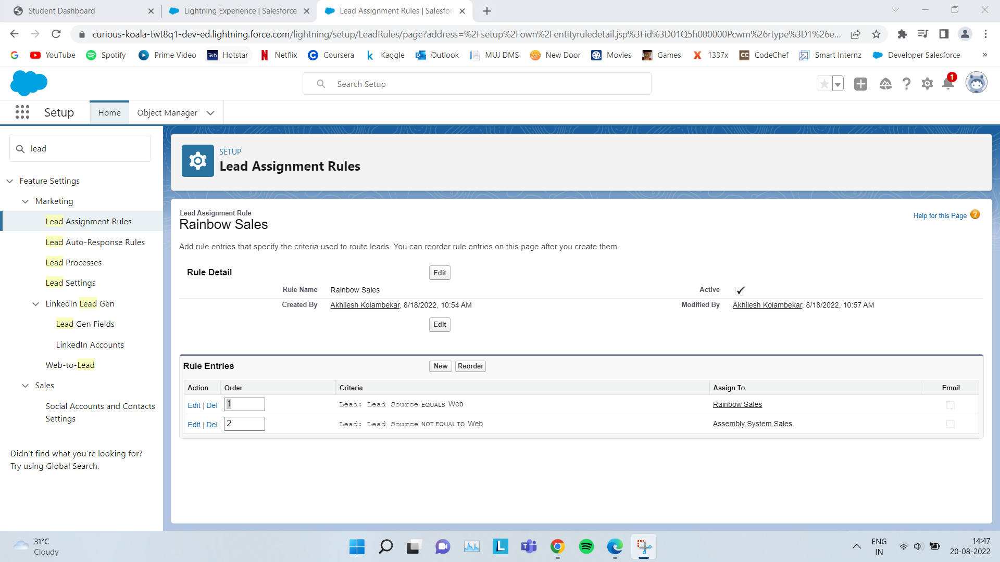 Student Dashboard
Lightning Experience | Salesforce
Lead Assignment Rules | Salesfor
curious-koala-twt8q1-dev-ed.lightning.force.com/lightning/setup/LeadRules/page?address=%2Fsetup%2Fown%2Fentityruledetail.jsp%3Fid%3D01Q5h000000Pcwm%26rtype%3D1%26e...
YouTube Spotify Prime Video Hotstar Netflix Coursera Kaggle Outlook MUJ DMS New Door Movies Games 1337x CodeChef Smart Internz Developer Salesforce »
Search Setup
1
Setup Home Object Manager
lead
Feature Settings
Marketing
Lead Assignment Rules
Lead Auto-Response Rules
Lead Processes
Lead Settings
LinkedIn Lead Gen
Lead Gen Fields
LinkedIn Accounts
Web-to-Lead
Sales
Social Accounts and Contacts
Settings
Didn't find what you're looking for?
Try using Global Search.
SETUP
Lead Assignment Rules
Lead Assignment Rule
Rainbow Sales
Help for this Page ?
Add rule entries that specify the criteria used to route leads. You can reorder rule entries on this page after you create them.
Rule Detail Edit
Rule Name Rainbow Sales Active
Created By Akhilesh Kolambekar, 8/18/2022, 10:54 AM Modified By Akhilesh Kolambekar, 8/18/2022, 10:57 AM
Edit
Rule Entries New Reorder
Action Order Criteria Assign To Email
Edit | Del 1 Lead: Lead Source EQUALS Web Rainbow Sales
Edit | Del 2 Lead: Lead Source NOT EQUAL TO Web Assembly System Sales
31°C
Cloudy
ENG
IN
14:47
20-08-2022